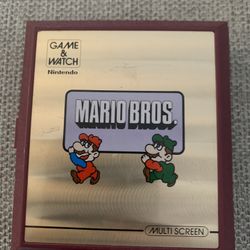 GAME &
WATCH
Nintendo
MARIO BROS.
MULTI SCREEN